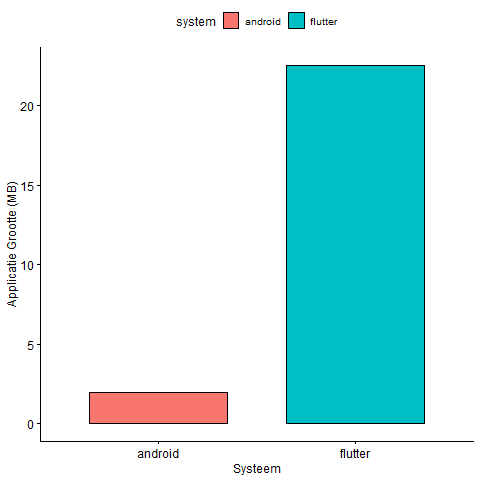 system android flutter
Applicatie Grootte (MB)
20
15
10
5
0
android flutter
Systeem